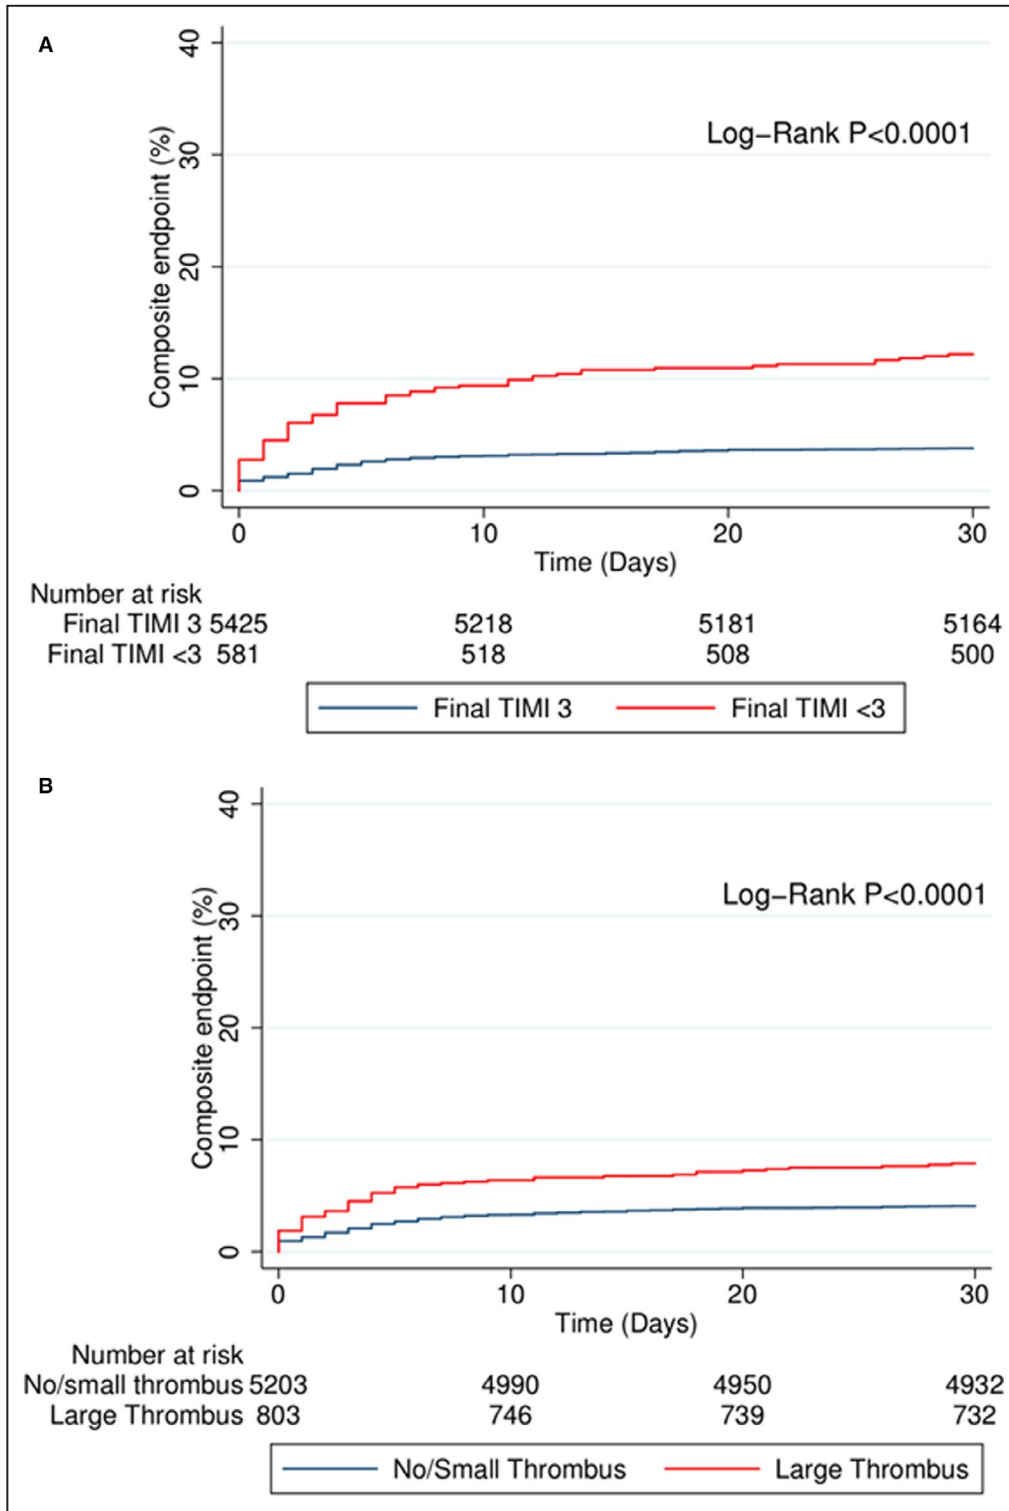 A
Composite endpoint (%)
40
30
20
10
0
Log–Rank P<0.0001
0 10 20 30
Time (Days)
Number at risk
Final TIMI 3 5425 5218 5181 5164
Final TIMI <3 581 518 508 500
Final TIMI 3 Final TIMI <3
B
Composite endpoint (%)
40
30
20
10
0
Log–Rank P<0.0001
0 10 20 30
Time (Days)
Number at risk
No/small thrombus 5203 4990 4950 4932
Large Thrombus 803 746 739 732
No/Small Thrombus Large Thrombus